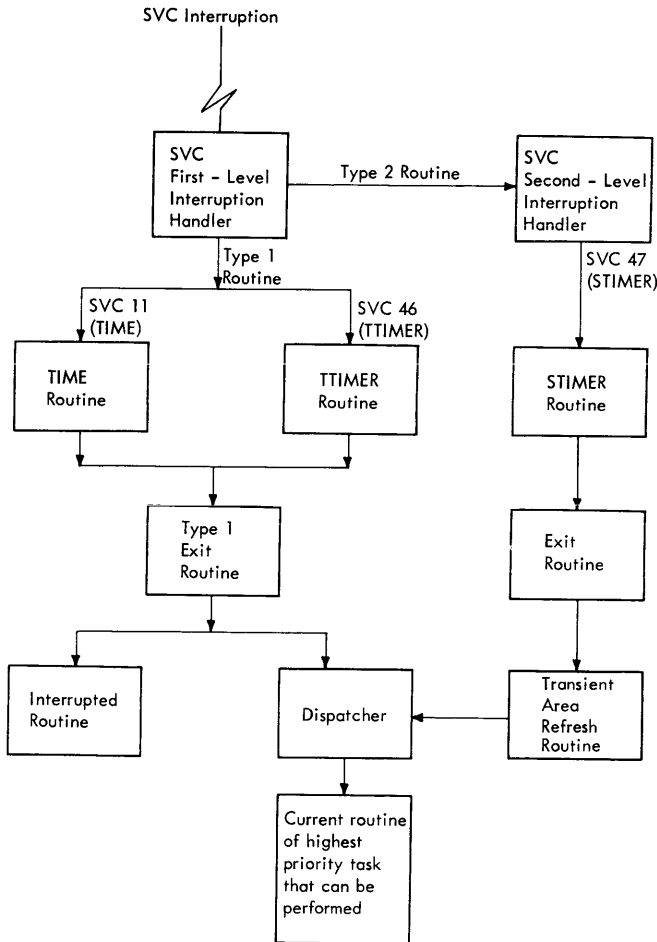 SVC Interruption
SVC
First - Level
Interruption
Handler
Type 2 Routine
SVC
Second - Level
Interruption
Handler
Type 1
Routine
SVC 11
(TIME)
SVC 46
(TTIMER)
SVC 47
(STIMER)
TIME
Routine
TTIMER
Routine
STIMER
Routine
Type 1
Exit
Routine
Exit
Routine
Interrupted
Routine
Dispatcher
Transient
Area
Refresh
Routine
Current routine
of highest
priority task
that can be
performed